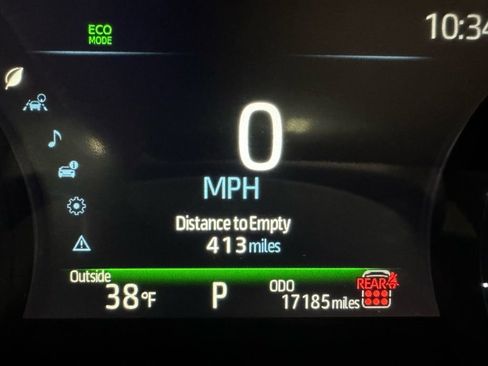 ECO
MODE
10:34
0
MPH
Distance to Empty
413 miles
Outside
38°F
P
ODO
17185 miles
REAR